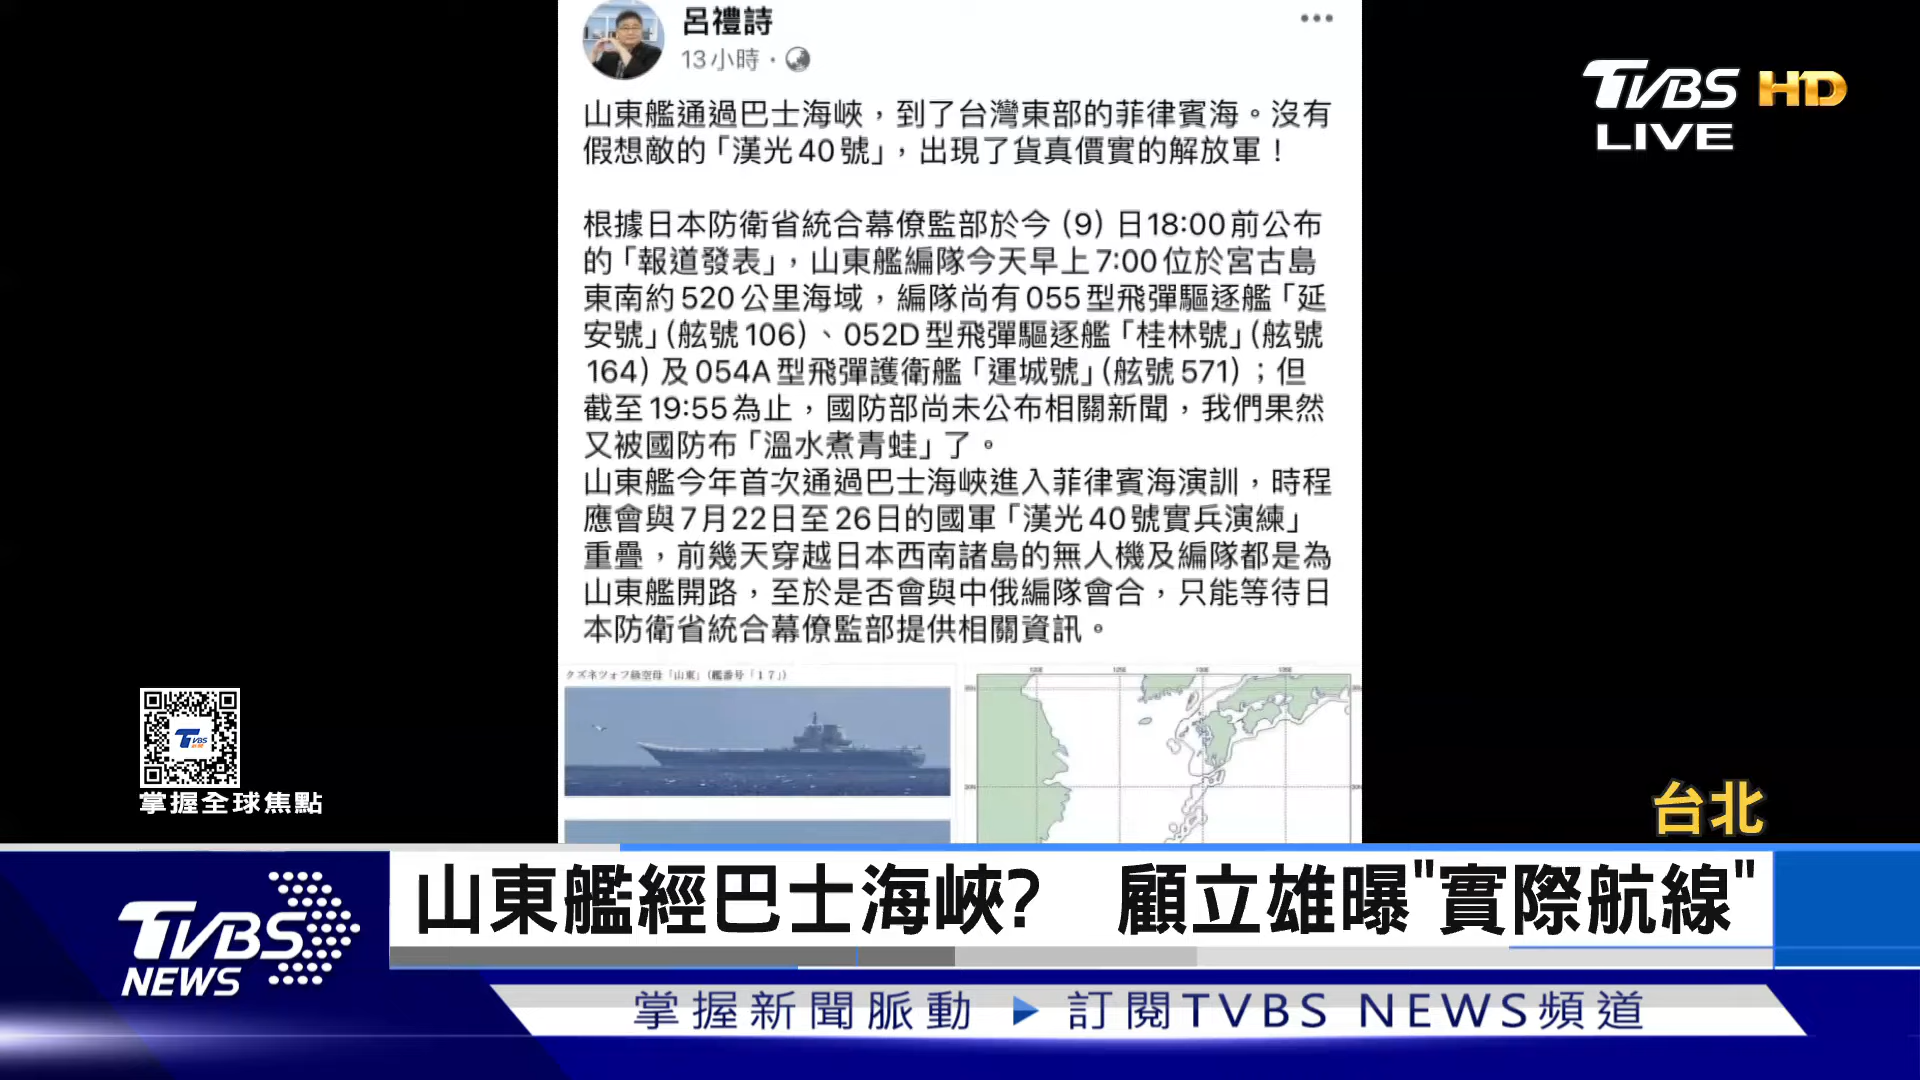 呂禮詩
13小時·
山東艦通過巴士海峽，到了台灣東部的菲律賓海。沒有
假想敵的「漢光40號」，出現了貨真價實的解放軍！
根據日本防衛省統合幕僚監部於今（9）日18:00前公布
的「報道發表」，山東艦編隊今天早上7:00位於宮古島
東南約520公里海域，編隊尚有055型飛彈驅逐艦「延
安號」（舷號106）、052D型飛彈驅逐艦「桂林號」（舷號
164）及054A型飛彈護衛艦「運城號」（舷號571）；但
截至19:55為止，國防部尚未公布相關新聞，我們果然
又被國防布「溫水煮青蛙」了。
山東艦今年首次通過巴士海峽進入菲律賓海演訓，時程
應會與7月22日至26日的國軍「漢光40號實兵演練」
重疊，前幾天穿越日本西南諸島的無人機及編隊都是為
山東艦開路，至於是否會與中俄編隊會合，只能等待日
本防衛省統合幕僚監部提供相關資訊。
クズネツォフ級空母「山東」（艦番号「17」）
TVBS HD
LIVE
TVBS
掌握全球焦點
台北
山東艦經巴士海峽? 顧立雄曝"實際航線"
TVBS
NEWS
掌握新聞脈動 ▶ 訂閱TVBS NEWS頻道